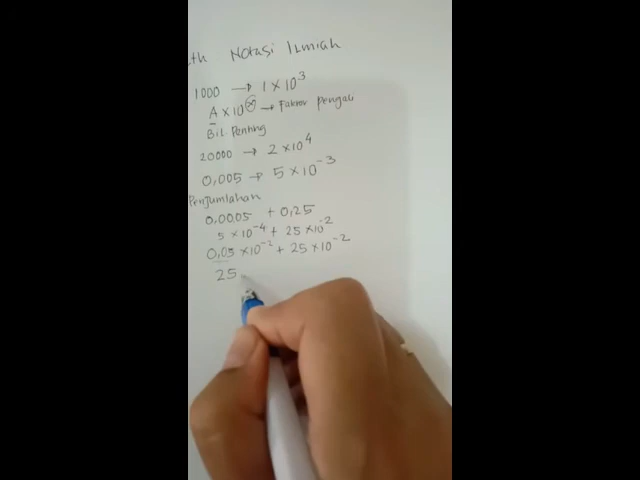 Notasi Ilmiah
1000 → 1 × 10³
A × 10ⁿ → Faktor Pengali
Bil. Penting
20000 → 2 × 10⁴
0,005 → 5 × 10⁻³
Penjumlahan
0,0005 + 0,25
5 × 10⁻⁴ + 25 × 10⁻²
0,05 × 10⁻² + 25 × 10⁻²
25